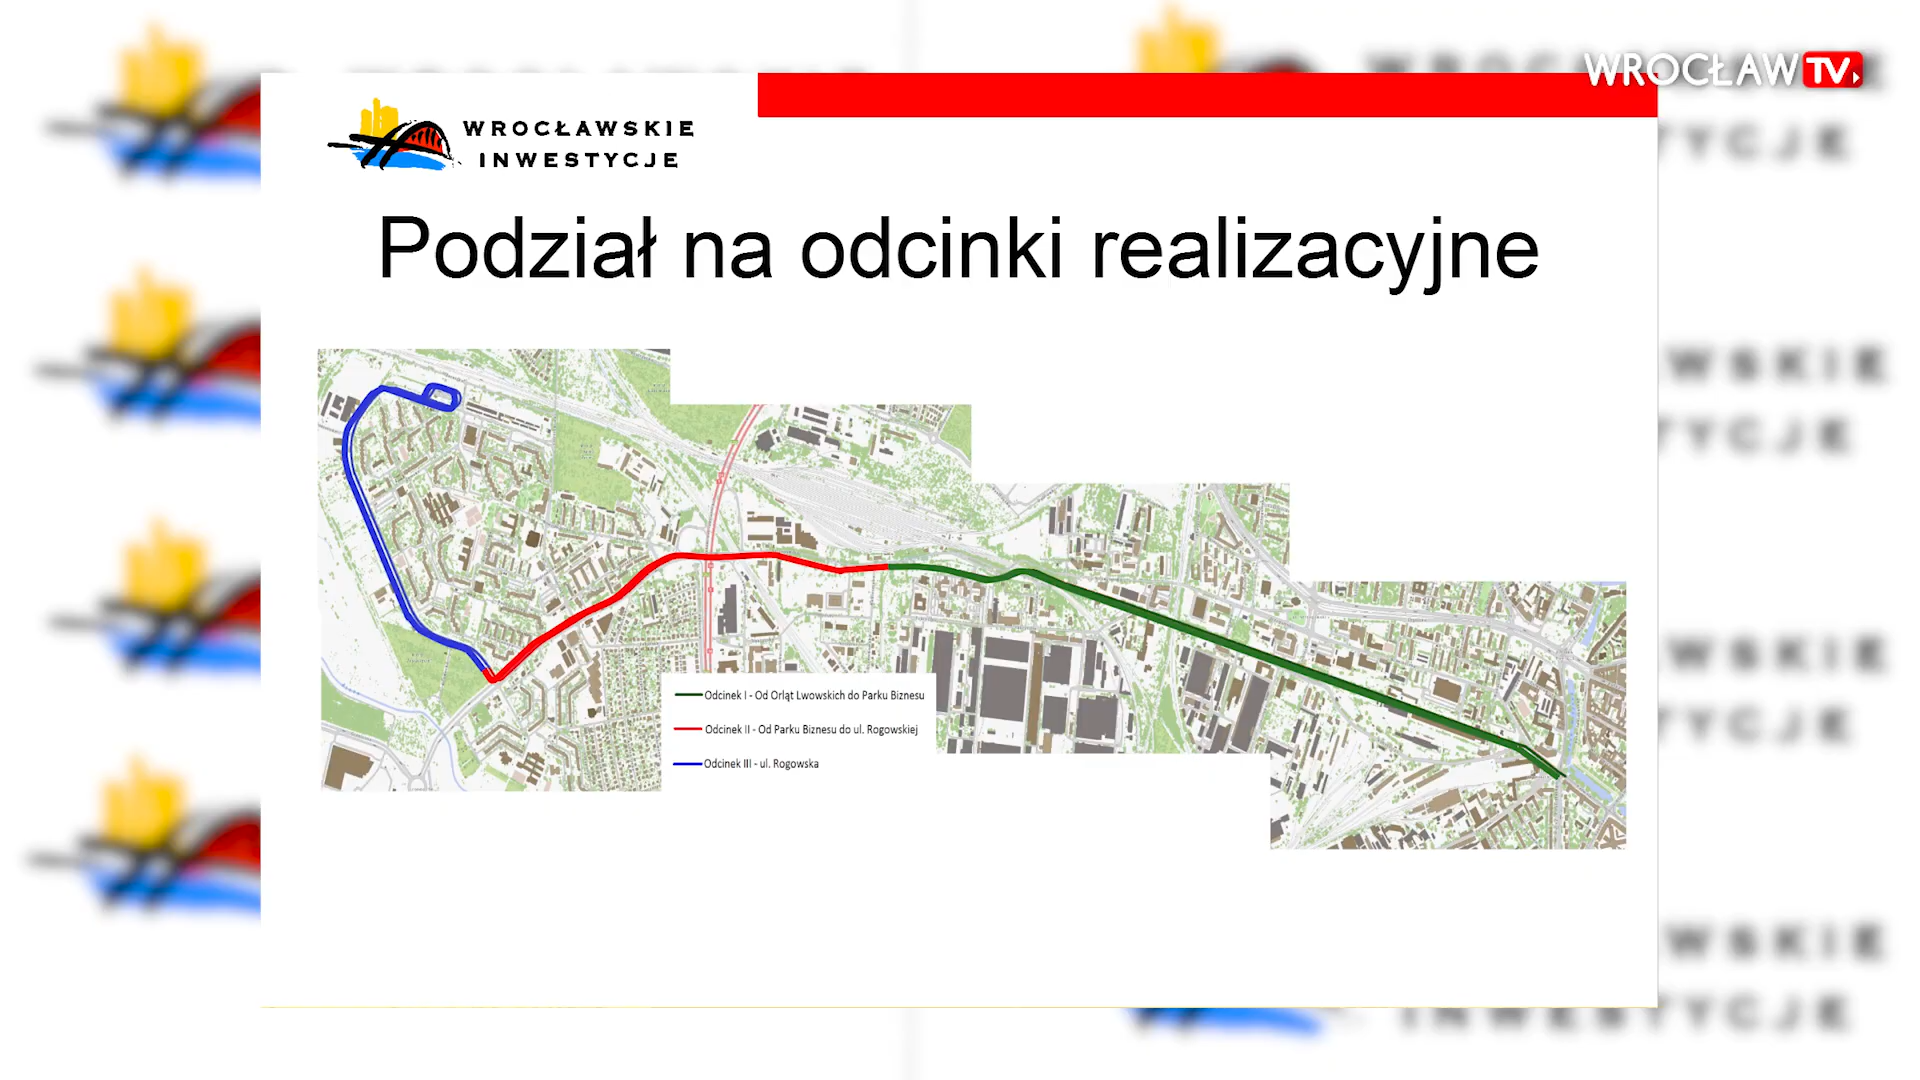 WROCŁAW TV
WROCŁAWSKIE
INWESTYCJE
Podział na odcinki realizacyjne
Odcinek I - Od Orląt Lwowskich do Parku Biznesu
Odcinek II - Od Parku Biznesu do ul. Rogowskiej
Odcinek III - ul. Rogowska